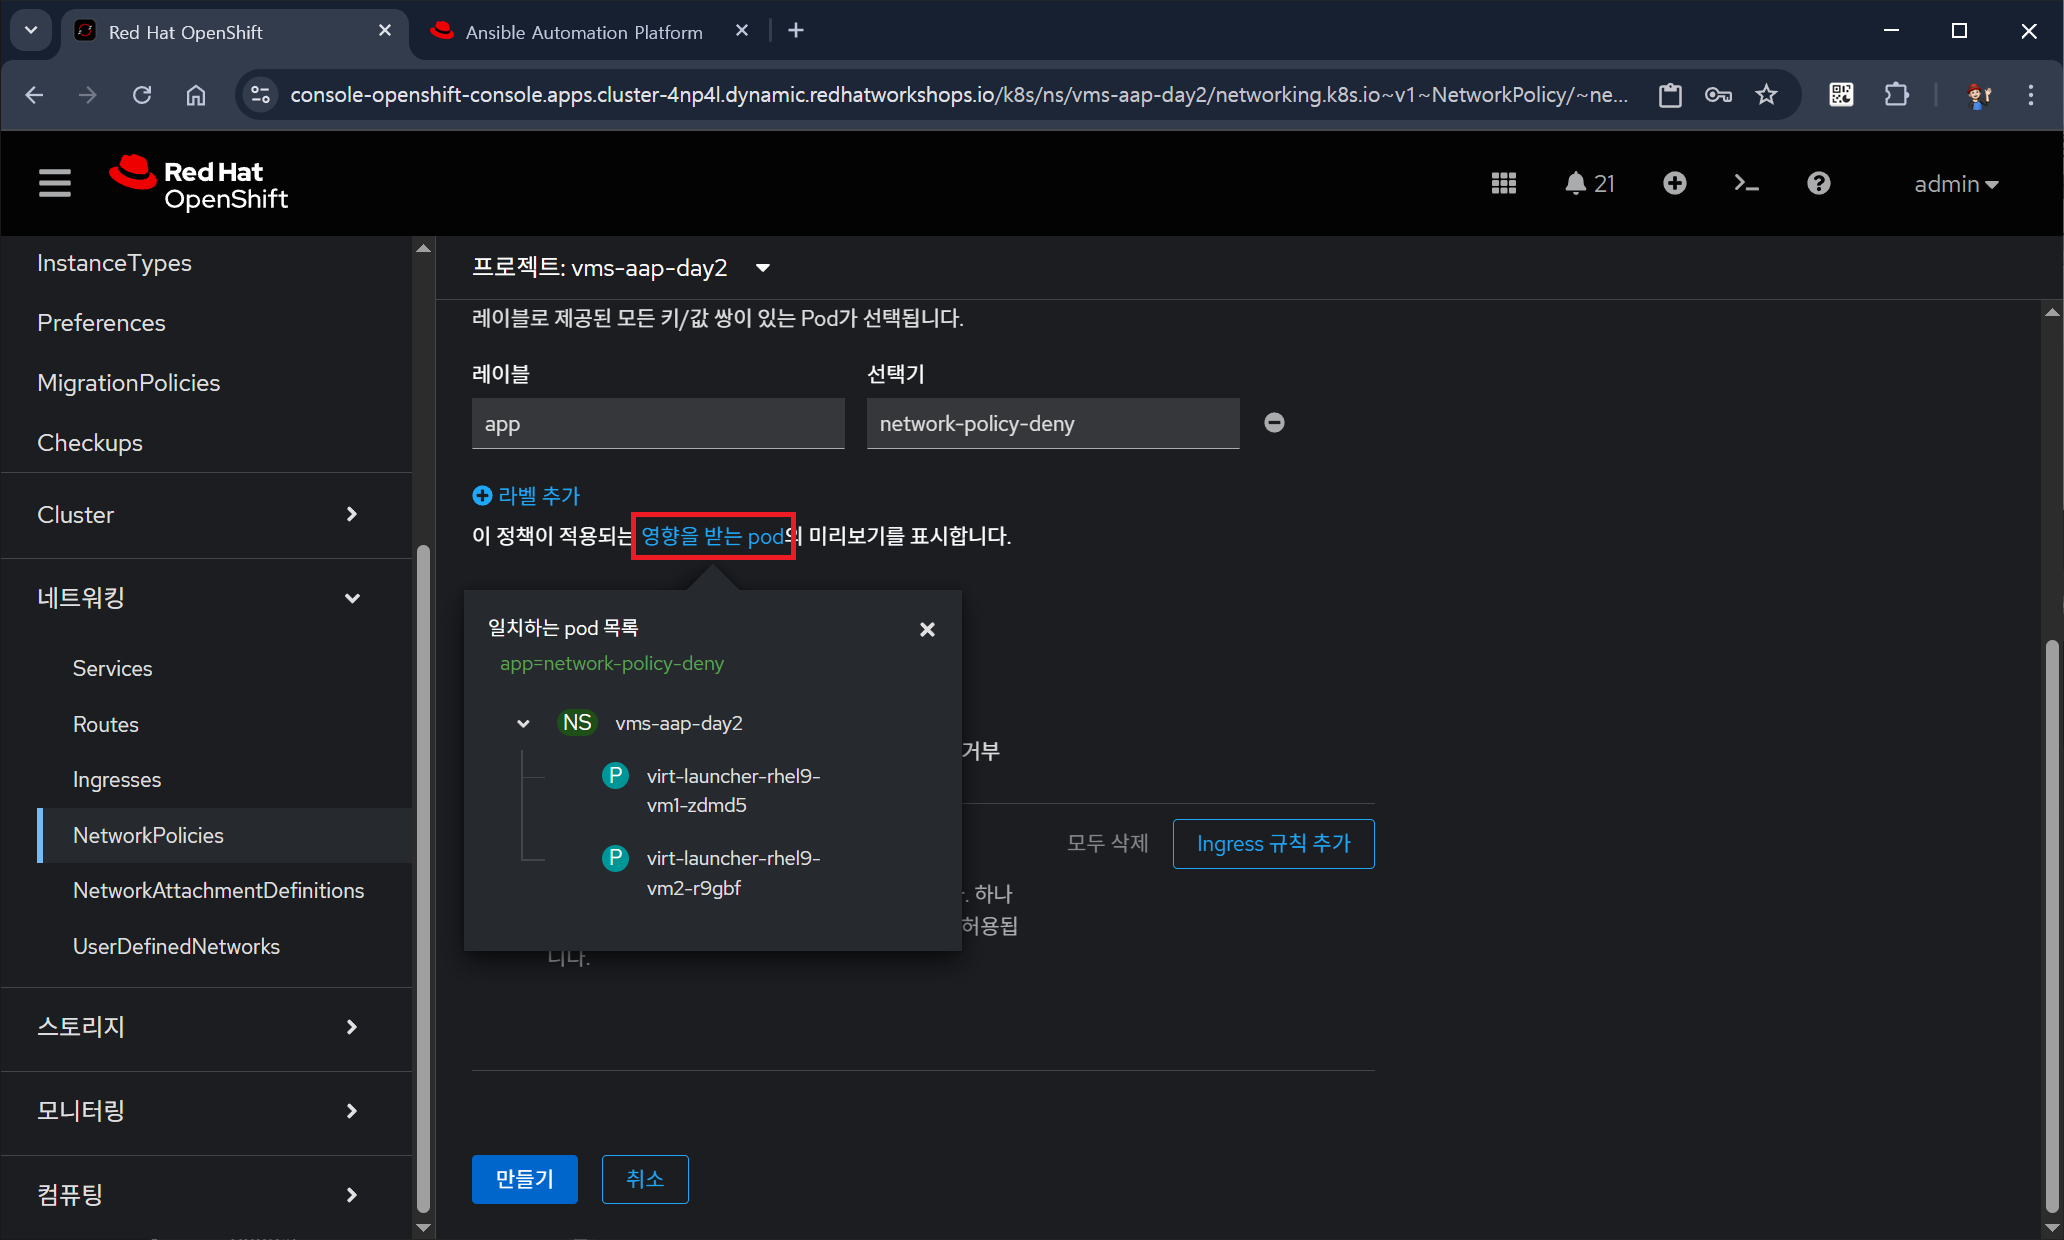 Red Hat OpenShift
Ansible Automation Platform
console-openshift-console.apps.cluster-4np4l.dynamic.redhatworkshops.io/k8s/ns/vms-aap-day2/networking.k8s.io~v1~NetworkPolicy/~ne...
Red Hat
OpenShift
21
admin
InstanceTypes
Preferences
MigrationPolicies
Checkups
Cluster
네트워킹
Services
Routes
Ingresses
NetworkPolicies
NetworkAttachmentDefinitions
UserDefinedNetworks
스토리지
모니터링
컴퓨팅
프로젝트: vms-aap-day2
레이블로 제공된 모든 키/값 쌍이 있는 Pod가 선택됩니다.
레이블
선택기
app
network-policy-deny
라벨 추가
이 정책이 적용되는 영향을 받는 pod의 미리보기를 표시합니다.
일치하는 pod 목록
app=network-policy-deny
NS vms-aap-day2
P virt-launcher-rhel9-
vm1-zdmd5
P virt-launcher-rhel9-
vm2-r9gbf
거부
모두 삭제
Ingress 규칙 추가
. 하나
허용됩
니다.
만들기
취소